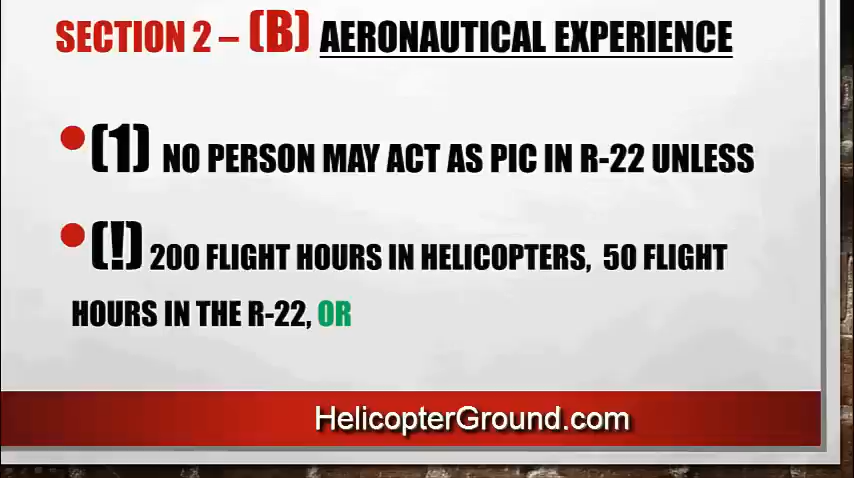 SECTION 2 – (B) AERONAUTICAL EXPERIENCE
(1) NO PERSON MAY ACT AS PIC IN R-22 UNLESS
(!) 200 FLIGHT HOURS IN HELICOPTERS, 50 FLIGHT
HOURS IN THE R-22, OR
HelicopterGround.com